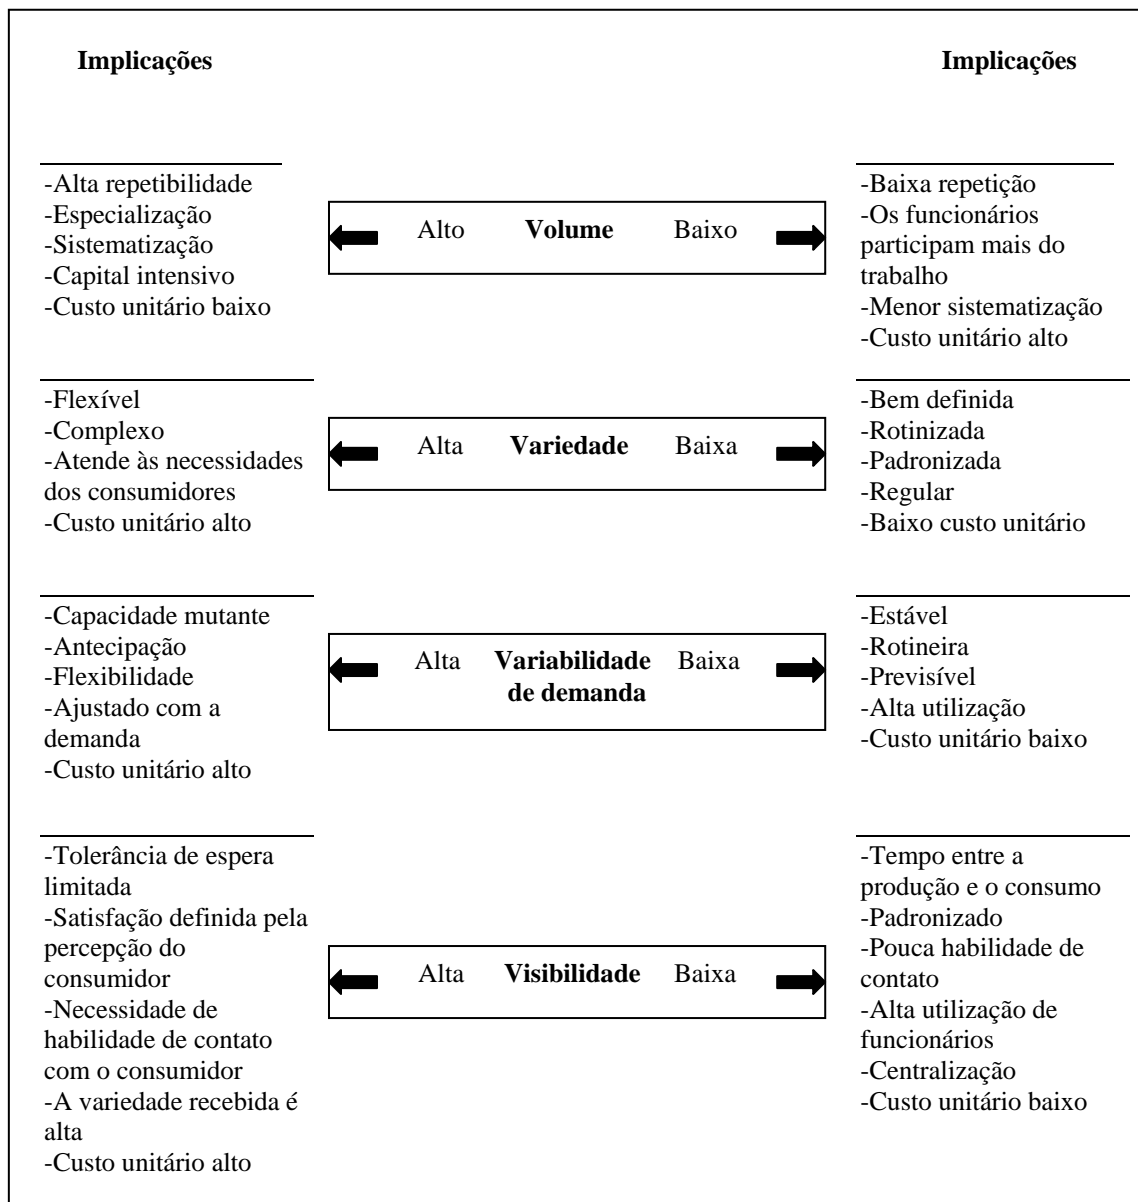 Implicações
Implicações
-Alta repetibilidade
-Especialização
-Sistematização
-Capital intensivo
-Custo unitário baixo
Alto Volume Baixo
-Baixa repetição
-Os funcionários
participam mais do
trabalho
-Menor sistematização
-Custo unitário alto
-Flexível
-Complexo
-Atende às necessidades
dos consumidores
-Custo unitário alto
Alta Variedade Baixa
-Bem definida
-Rotinizada
-Padronizada
-Regular
-Baixo custo unitário
-Capacidade mutante
-Antecipação
-Flexibilidade
-Ajustado com a
demanda
-Custo unitário alto
Alta Variabilidade Baixa
de demanda
-Estável
-Rotineira
-Previsível
-Alta utilização
-Custo unitário baixo
-Tolerância de espera
limitada
-Satisfação definida pela
percepção do
consumidor
-Necessidade de
habilidade de contato
com o consumidor
-A variedade recebida é
alta
-Custo unitário alto
Alta Visibilidade Baixa
-Tempo entre a
produção e o consumo
-Padronizado
-Pouca habilidade de
contato
-Alta utilização de
funcionários
-Centralização
-Custo unitário baixo